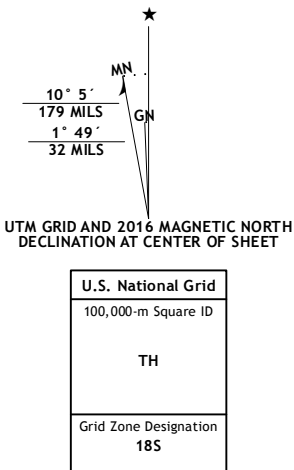 MN
10° 5´
179 MILS
GN
1° 49´
32 MILS
UTM GRID AND 2016 MAGNETIC NORTH
DECLINATION AT CENTER OF SHEET
U.S. National Grid
100,000-m Square ID
TH
Grid Zone Designation
18S